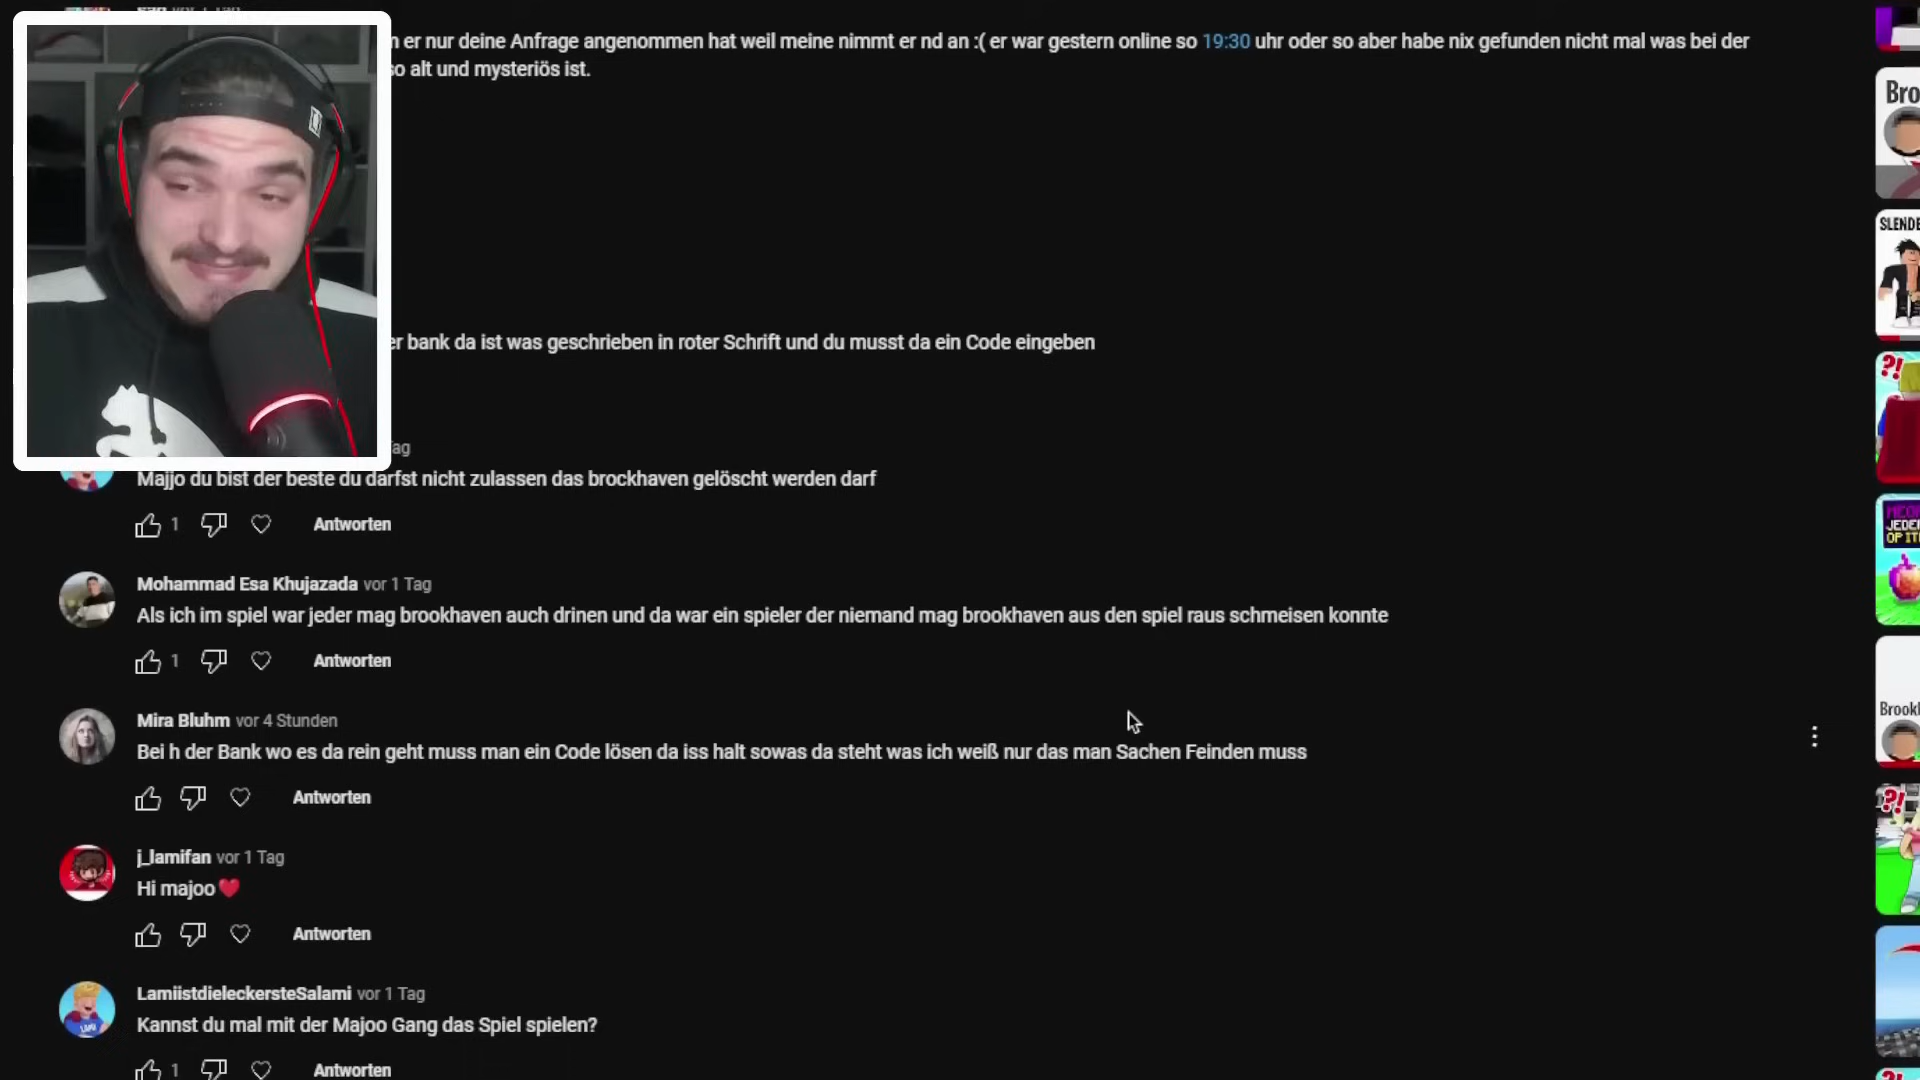 er nur deine Anfrage angenommen hat weil meine nimmt er nd an :( er war gestern online so 19:30 uhr oder so aber habe nix gefunden nicht mal was bei der
so alt und mysteriös ist.
bank da ist was geschrieben in roter Schrift und du musst da ein Code eingeben
Tag
Majjo du bist der beste du darfst nicht zulassen das brockhaven gelöscht werden darf
1 Antworten
Mohammad Esa Khujazada vor 1 Tag
Als ich im spiel war jeder mag brookhaven auch drinen und da war ein spieler der niemand mag brookhaven aus den spiel raus schmeisen konnte
1 Antworten
Mira Bluhm vor 4 Stunden
Bei h der Bank wo es da rein geht muss man ein Code lösen da iss halt sowas da steht was ich weiß nur das man Sachen Feinden muss
Antworten
j_lamifan vor 1 Tag
Hi majoo❤️
Antworten
LamiistdieleckersteSalami vor 1 Tag
Kannst du mal mit der Majoo Gang das Spiel spielen?
1 Antworten
Bro
SLENDE
?!
JEDE
OP IT
Brook
?!